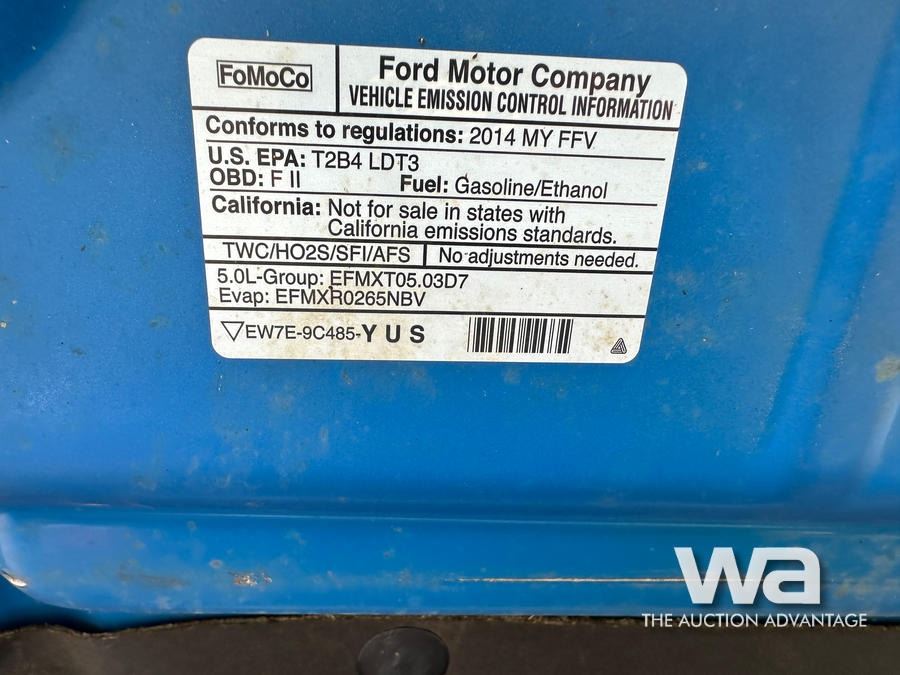 FoMoCo
Ford Motor Company
VEHICLE EMISSION CONTROL INFORMATION
Conforms to regulations: 2014 MY FFV
U.S. EPA: T2B4 LDT3
OBD: F II Fuel: Gasoline/Ethanol
California: Not for sale in states with
California emissions standards.
TWC/HO2S/SFI/AFS No adjustments needed.
5.0L-Group: EFMXT05.03D7
Evap: EFMXR0265NBV
EW7E-9C485-Y U S
wa
THE AUCTION ADVANTAGE